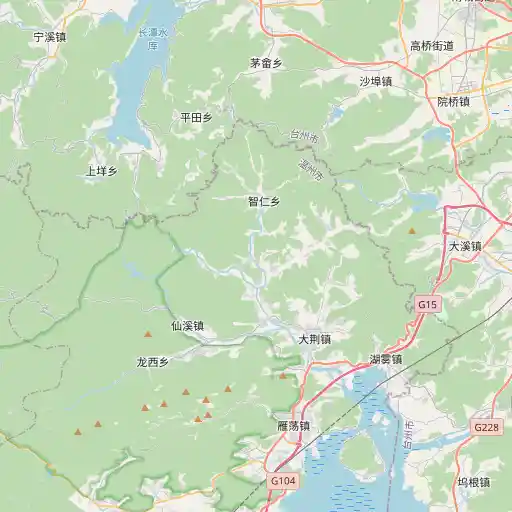 宁溪镇
长潭水
库
高桥街道
茅畲乡
沙埠镇
院桥镇
平田乡
台州市
温州市
上垟乡
智仁乡
大溪镇
G15
仙溪镇
大荆镇
龙西乡
湖雾镇
雁荡镇
台州市
G228
G104
坞根镇